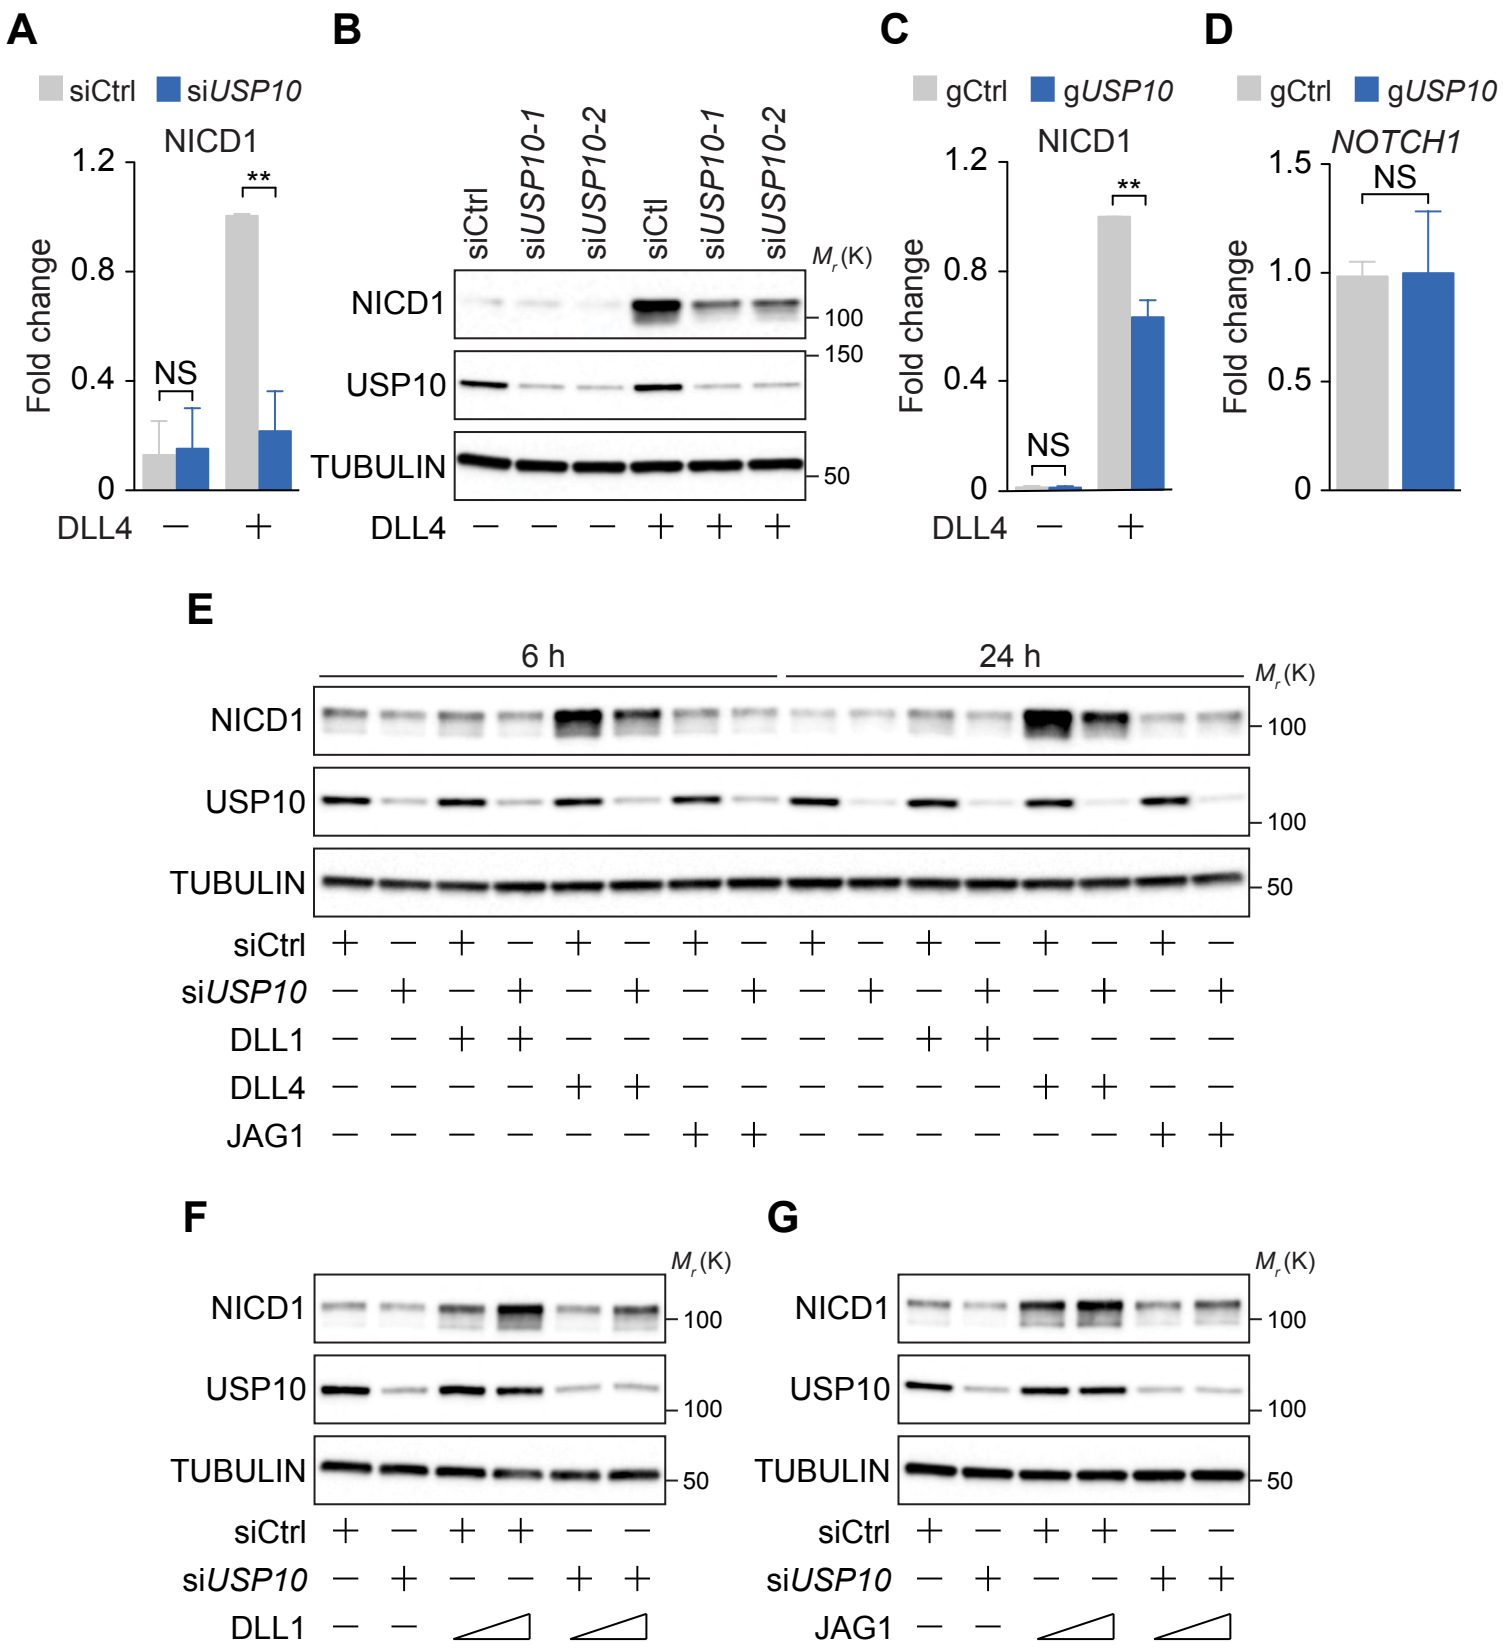 A
B
C
D
siCtrl siUSP10
gCtrl gUSP10
gCtrl gUSP10
NICD1
1.2
0.8
0.4
0
Fold change
**
NS
DLL4 — +
siCtrl
siUSP10-1
siUSP10-2
siCtl
siUSP10-1
siUSP10-2
Mr (K)
NICD1
100
150
USP10
TUBULIN
50
DLL4 — — — + + +
NICD1
1.2
0.8
0.4
0
Fold change
**
NS
DLL4 — +
NOTCH1
1.5
1.0
0.5
0
Fold change
NS
E
6 h
24 h
Mr (K)
NICD1
100
USP10
100
TUBULIN
50
siCtrl + — + — + — + — + — + — + — + —
siUSP10 — + — + — + — + — + — + — + — +
DLL1 — — + + — — — — — — + + — — — —
DLL4 — — — — + + — — — — — — + + — —
JAG1 — — — — — — + + — — — — — — + +
F
Mr (K)
NICD1
100
USP10
100
TUBULIN
50
siCtrl + — + + — —
siUSP10 — + — — + +
DLL1 — —
G
Mr (K)
NICD1
100
USP10
100
TUBULIN
50
siCtrl + — + + — —
siUSP10 — + — — + +
JAG1 — —